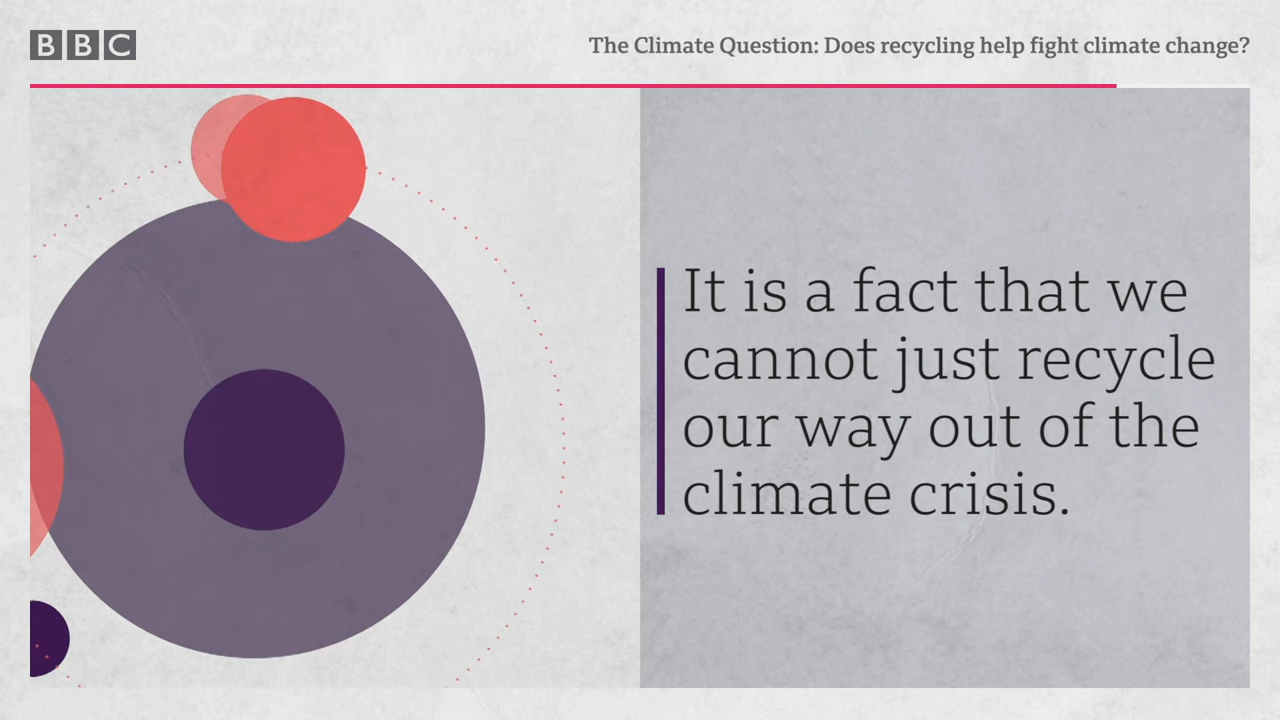 BBC
The Climate Question: Does recycling help fight climate change?
It is a fact that we
cannot just recycle
our way out of the
climate crisis.